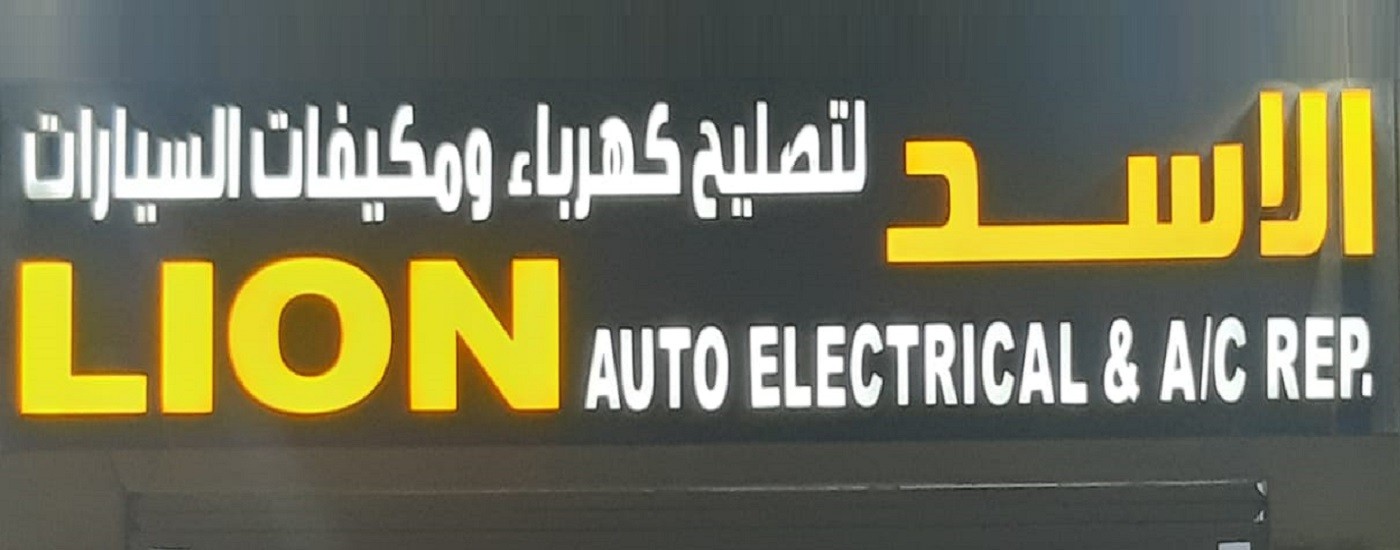 الاسد لتصليح كهرباء ومكيفات السيارات
LION AUTO ELECTRICAL & A/C REP.